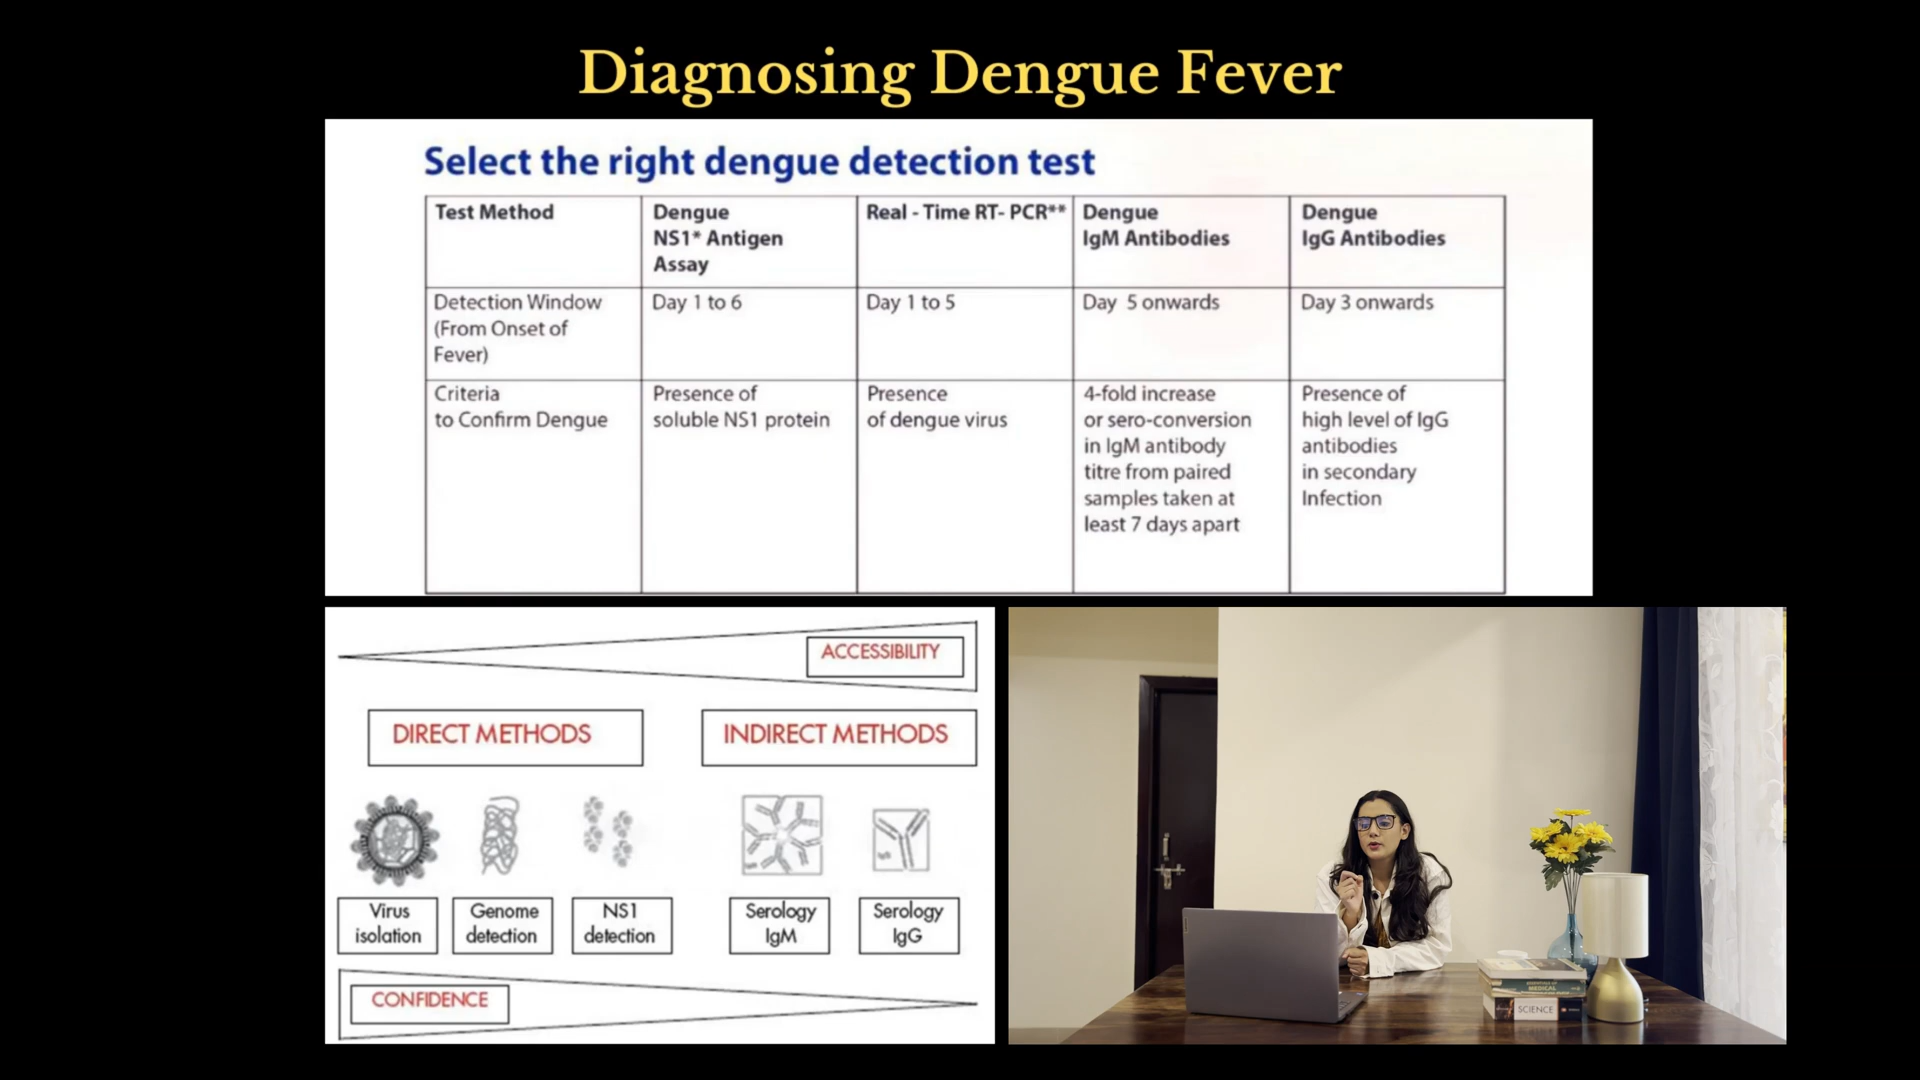 Diagnosing Dengue Fever
Select the right dengue detection test
Test Method
Dengue
NS1* Antigen
Assay
Real - Time RT- PCR**
Dengue
IgM Antibodies
Dengue
IgG Antibodies
Detection Window
(From Onset of
Fever)
Day 1 to 6
Day 1 to 5
Day 5 onwards
Day 3 onwards
Criteria
to Confirm Dengue
Presence of
soluble NS1 protein
Presence
of dengue virus
4-fold increase
or sero-conversion
in IgM antibody
titre from paired
samples taken at
least 7 days apart
Presence of
high level of IgG
antibodies
in secondary
Infection
ACCESSIBILITY
DIRECT METHODS
INDIRECT METHODS
Virus
isolation
Genome
detection
NS1
detection
Serology
IgM
Serology
IgG
CONFIDENCE
MEDICAL
SCIENCE